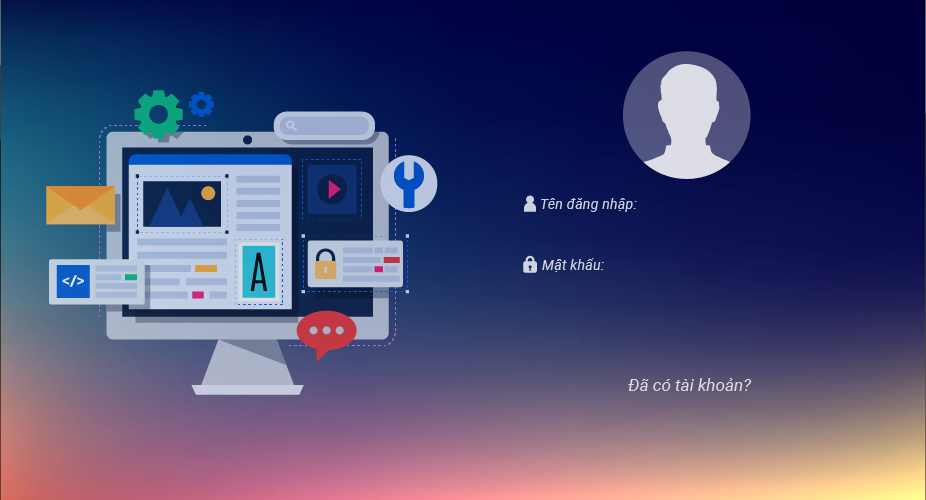 </>
A
Tên đăng nhập:
Mật khẩu:
Đã có tài khoản?